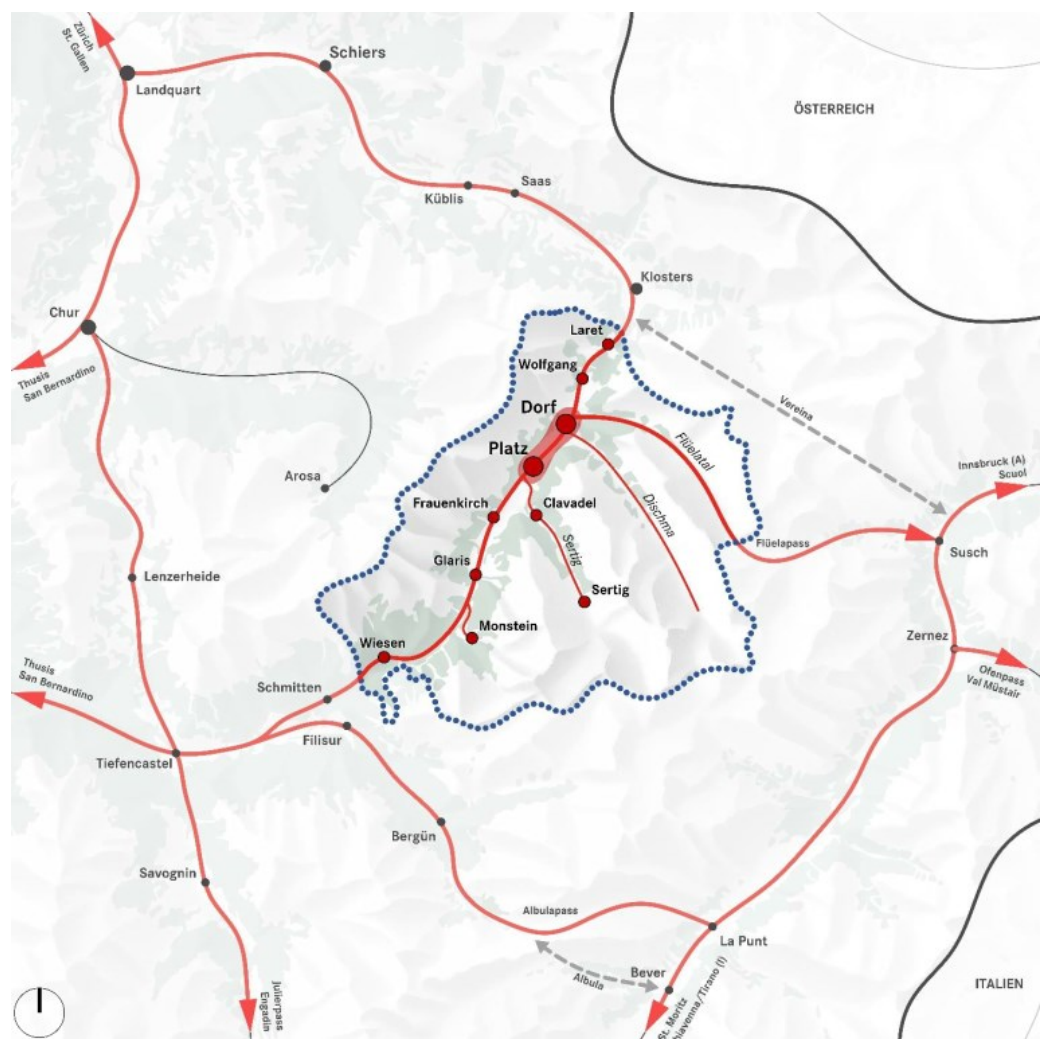 Zürich
St. Gallen
Schiers
Landquart
ÖSTERREICH
Saas
Küblis
Klosters
Chur
Laret
Thusis
San Bernardino
Wolfgang
Vereina
Dorf
Flüelatal
Platz
Innsbruck (A)
Scuol
Arosa
Frauenkirch
Clavadel
Dischma
Sertig
Flüelapass
Susch
Glaris
Lenzerheide
Sertig
Monstein
Wiesen
Zernez
Thusis
San Bernardino
Ofenpass
Val Müstair
Schmitten
Filisur
Tiefencastel
Bergün
Savognin
Albulapass
La Punt
Albula
Bever
Julierpass
Engadin
St. Moritz
hiavenna/Tirano (I)
ITALIEN